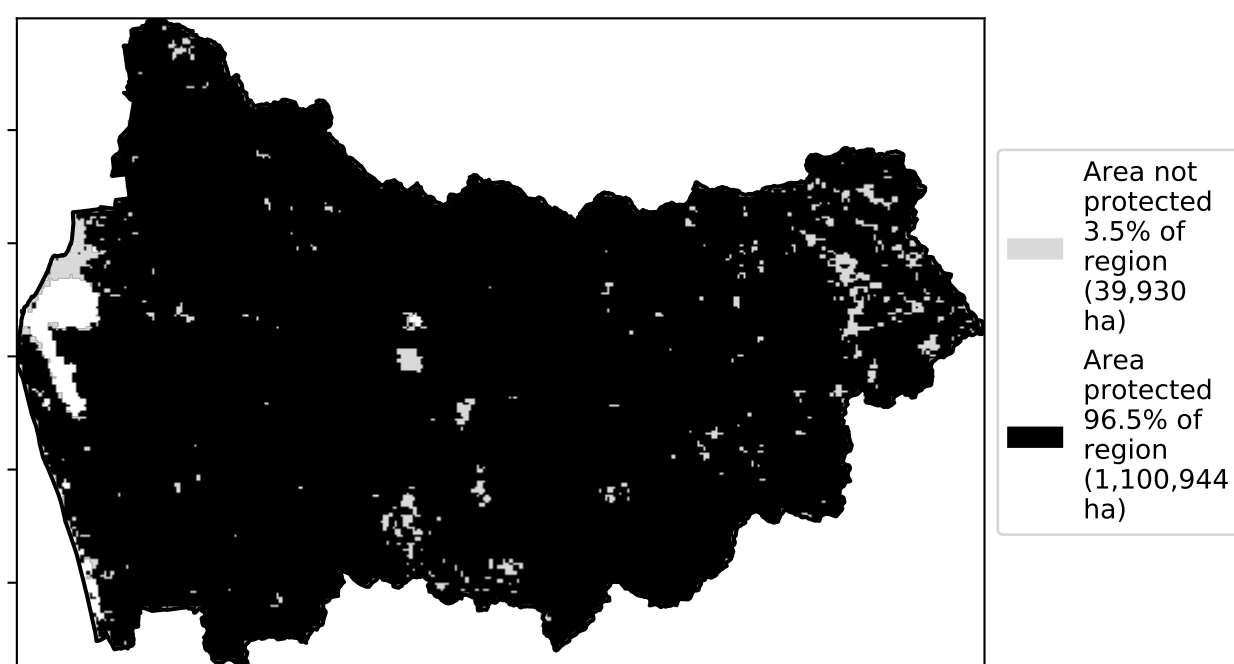 Area not
protected
3.5% of
region
(39,930
ha)
Area
protected
96.5% of
region
(1,100,944
ha)